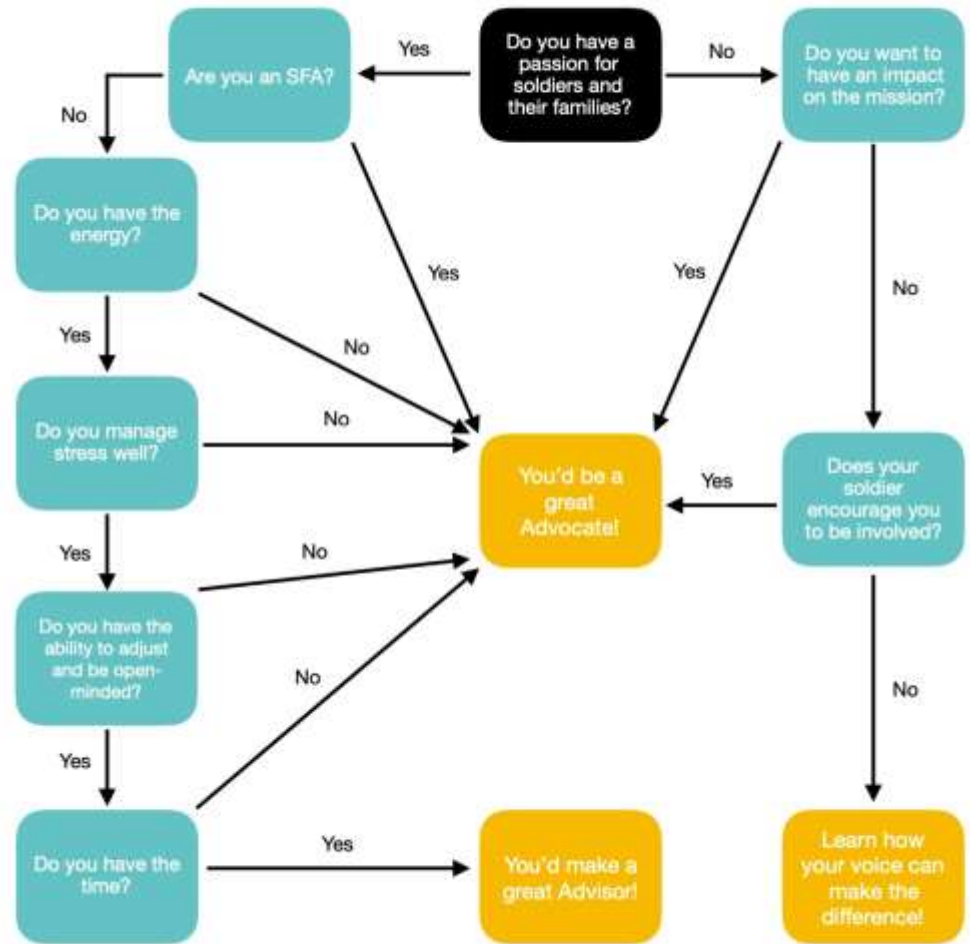 Do you have a
passion for
soldiers and
their families?
Yes
No
Are you an SFA?
Do you want to
have an impact
on the mission?
No
Do you have the
energy?
Yes
Yes
No
Yes
No
Do you manage
stress well?
No
You'd be a
great
Advocate!
Yes
Does your
soldier
encourage you
to be involved?
Yes
No
Do you have the
ability to adjust
and be open-
minded?
No
No
Yes
Do you have the
time?
Yes
You'd make a
great Advisor!
Learn how
your voice can
make the
difference!